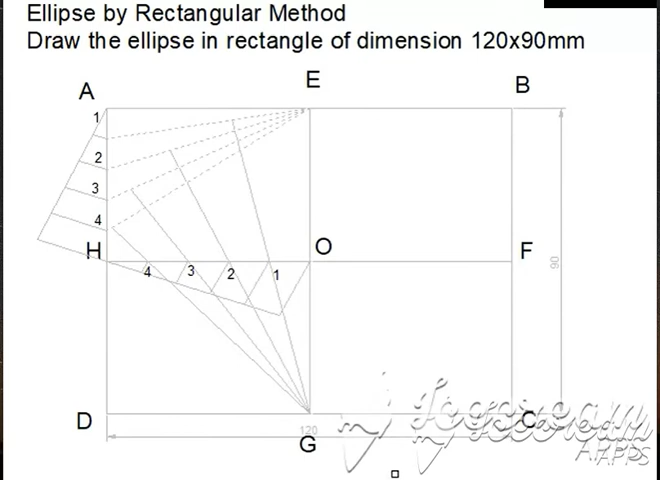 Ellipse by Rectangular Method
Draw the ellipse in rectangle of dimension 120x90mm
A
E
B
1
2
3
4
H
O
F
4
3
2
1
90
D
120
G
C
APPS